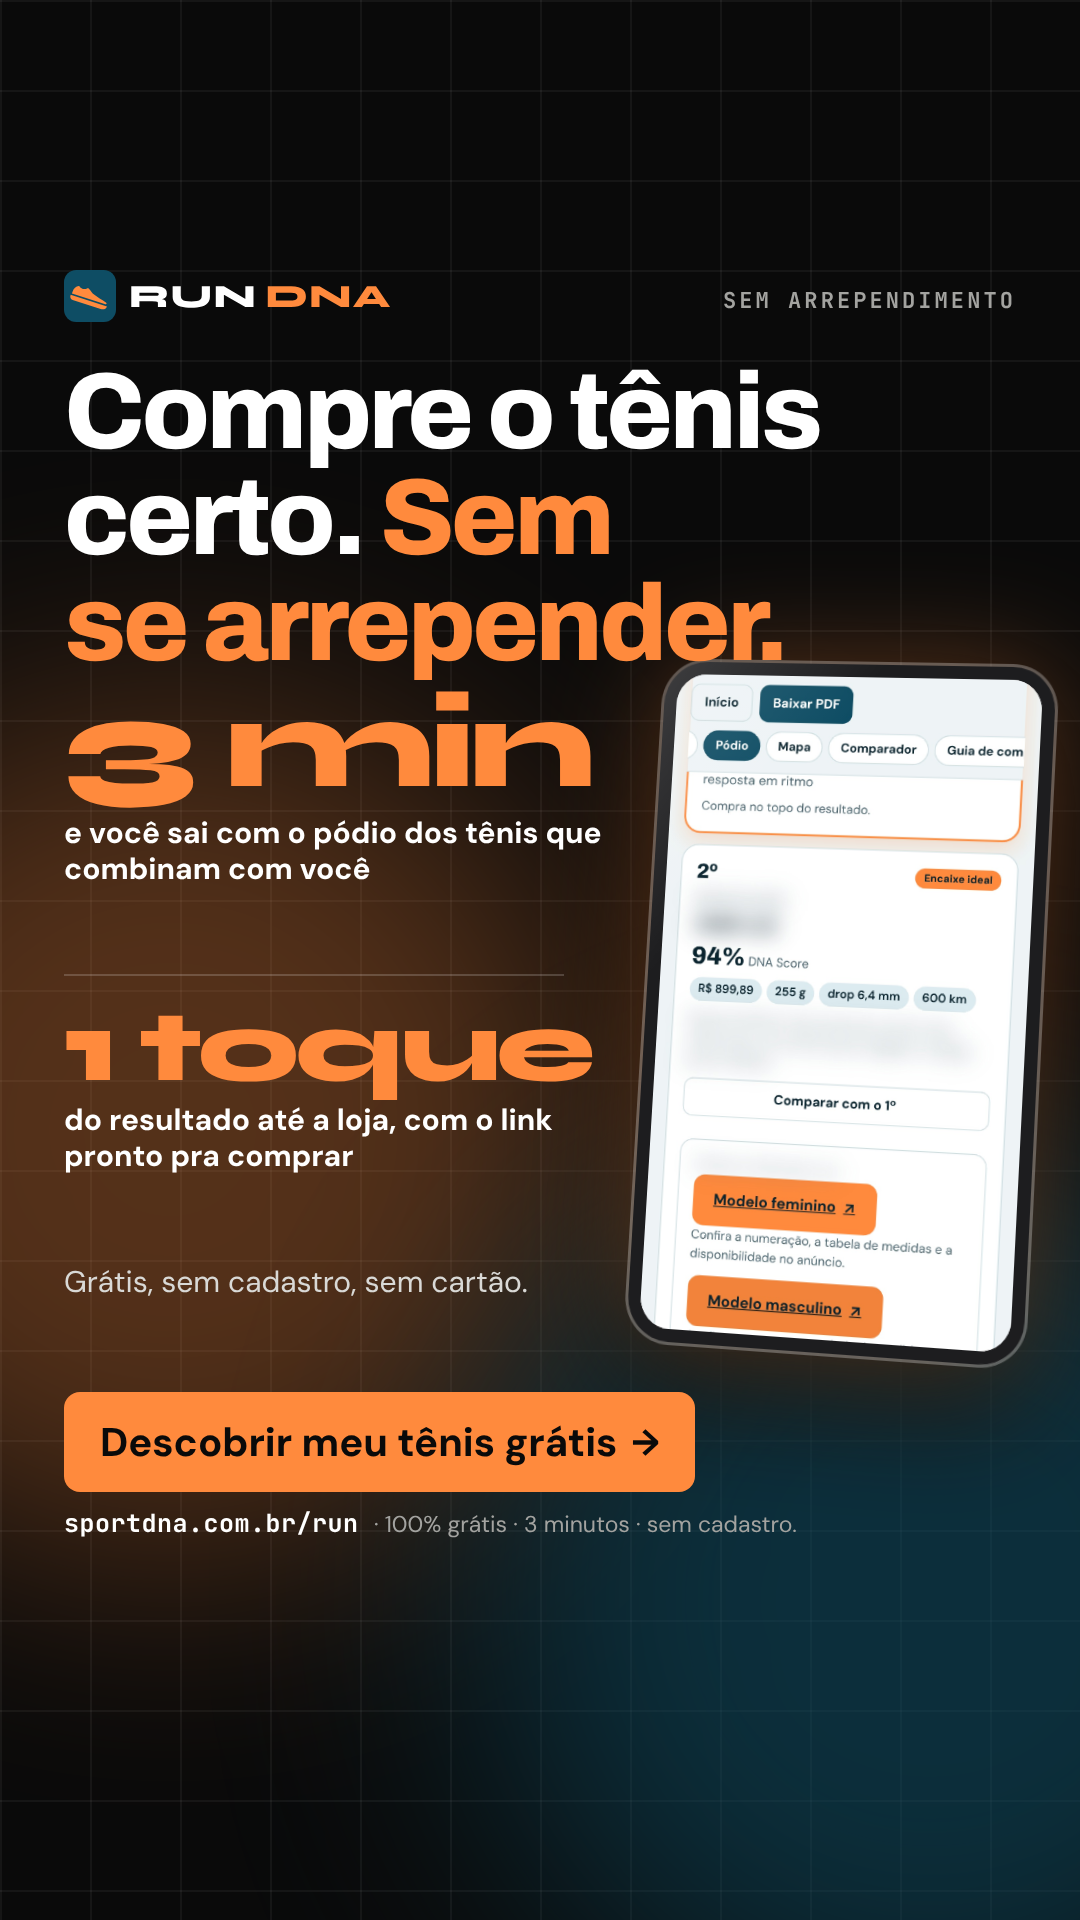 RUN DNA
SEM ARREPENDIMENTO
Compre o tênis
certo. Sem
se arrepender.
3 min
e você sai com o pódio dos tênis que
combinam com você
1 toque
do resultado até a loja, com o link
pronto pra comprar
Grátis, sem cadastro, sem cartão.
Início
Baixar PDF
Pódio
Mapa
Comparador
Guia de com
resposta em ritmo
Compra no topo do resultado.
2º
Encaixe ideal
94% DNA Score
R$ 899,89
255 g
drop 6,4 mm
600 km
Comparar com o 1º
Modelo feminino ↗
Confira a numeração, a tabela de medidas e a
disponibilidade no anúncio.
Modelo masculino ↗
Descobrir meu tênis grátis →
sportdna.com.br/run · 100% grátis · 3 minutos · sem cadastro.